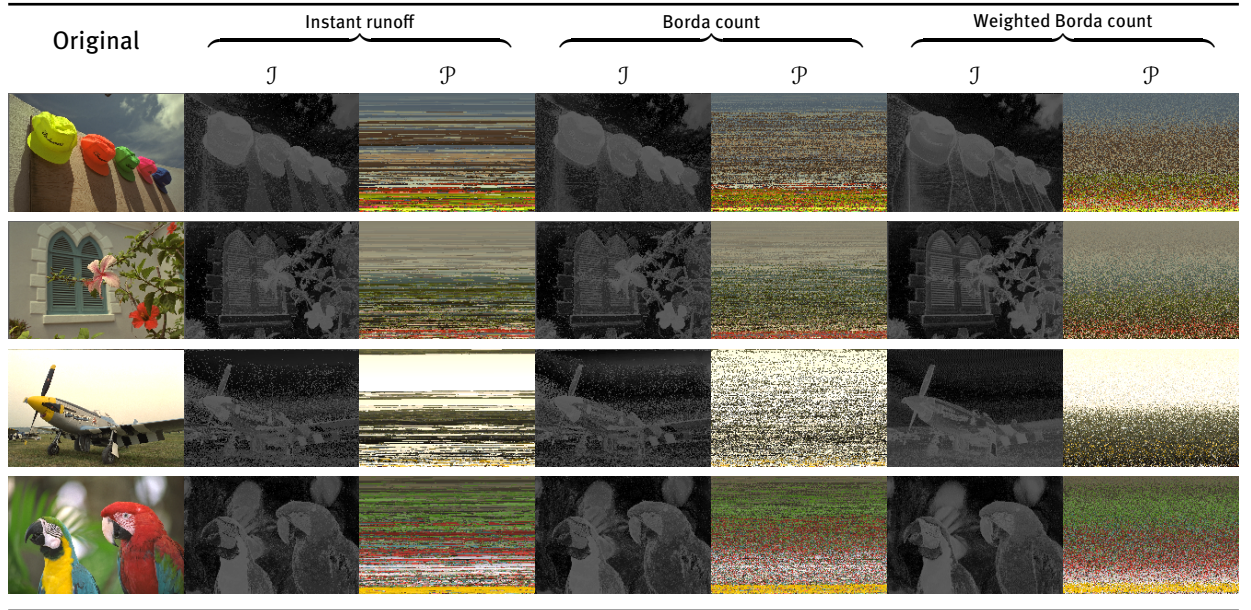 Original
Instant runoff
Borda count
Weighted Borda count
ℐ 𝒫 ℐ 𝒫 ℐ 𝒫